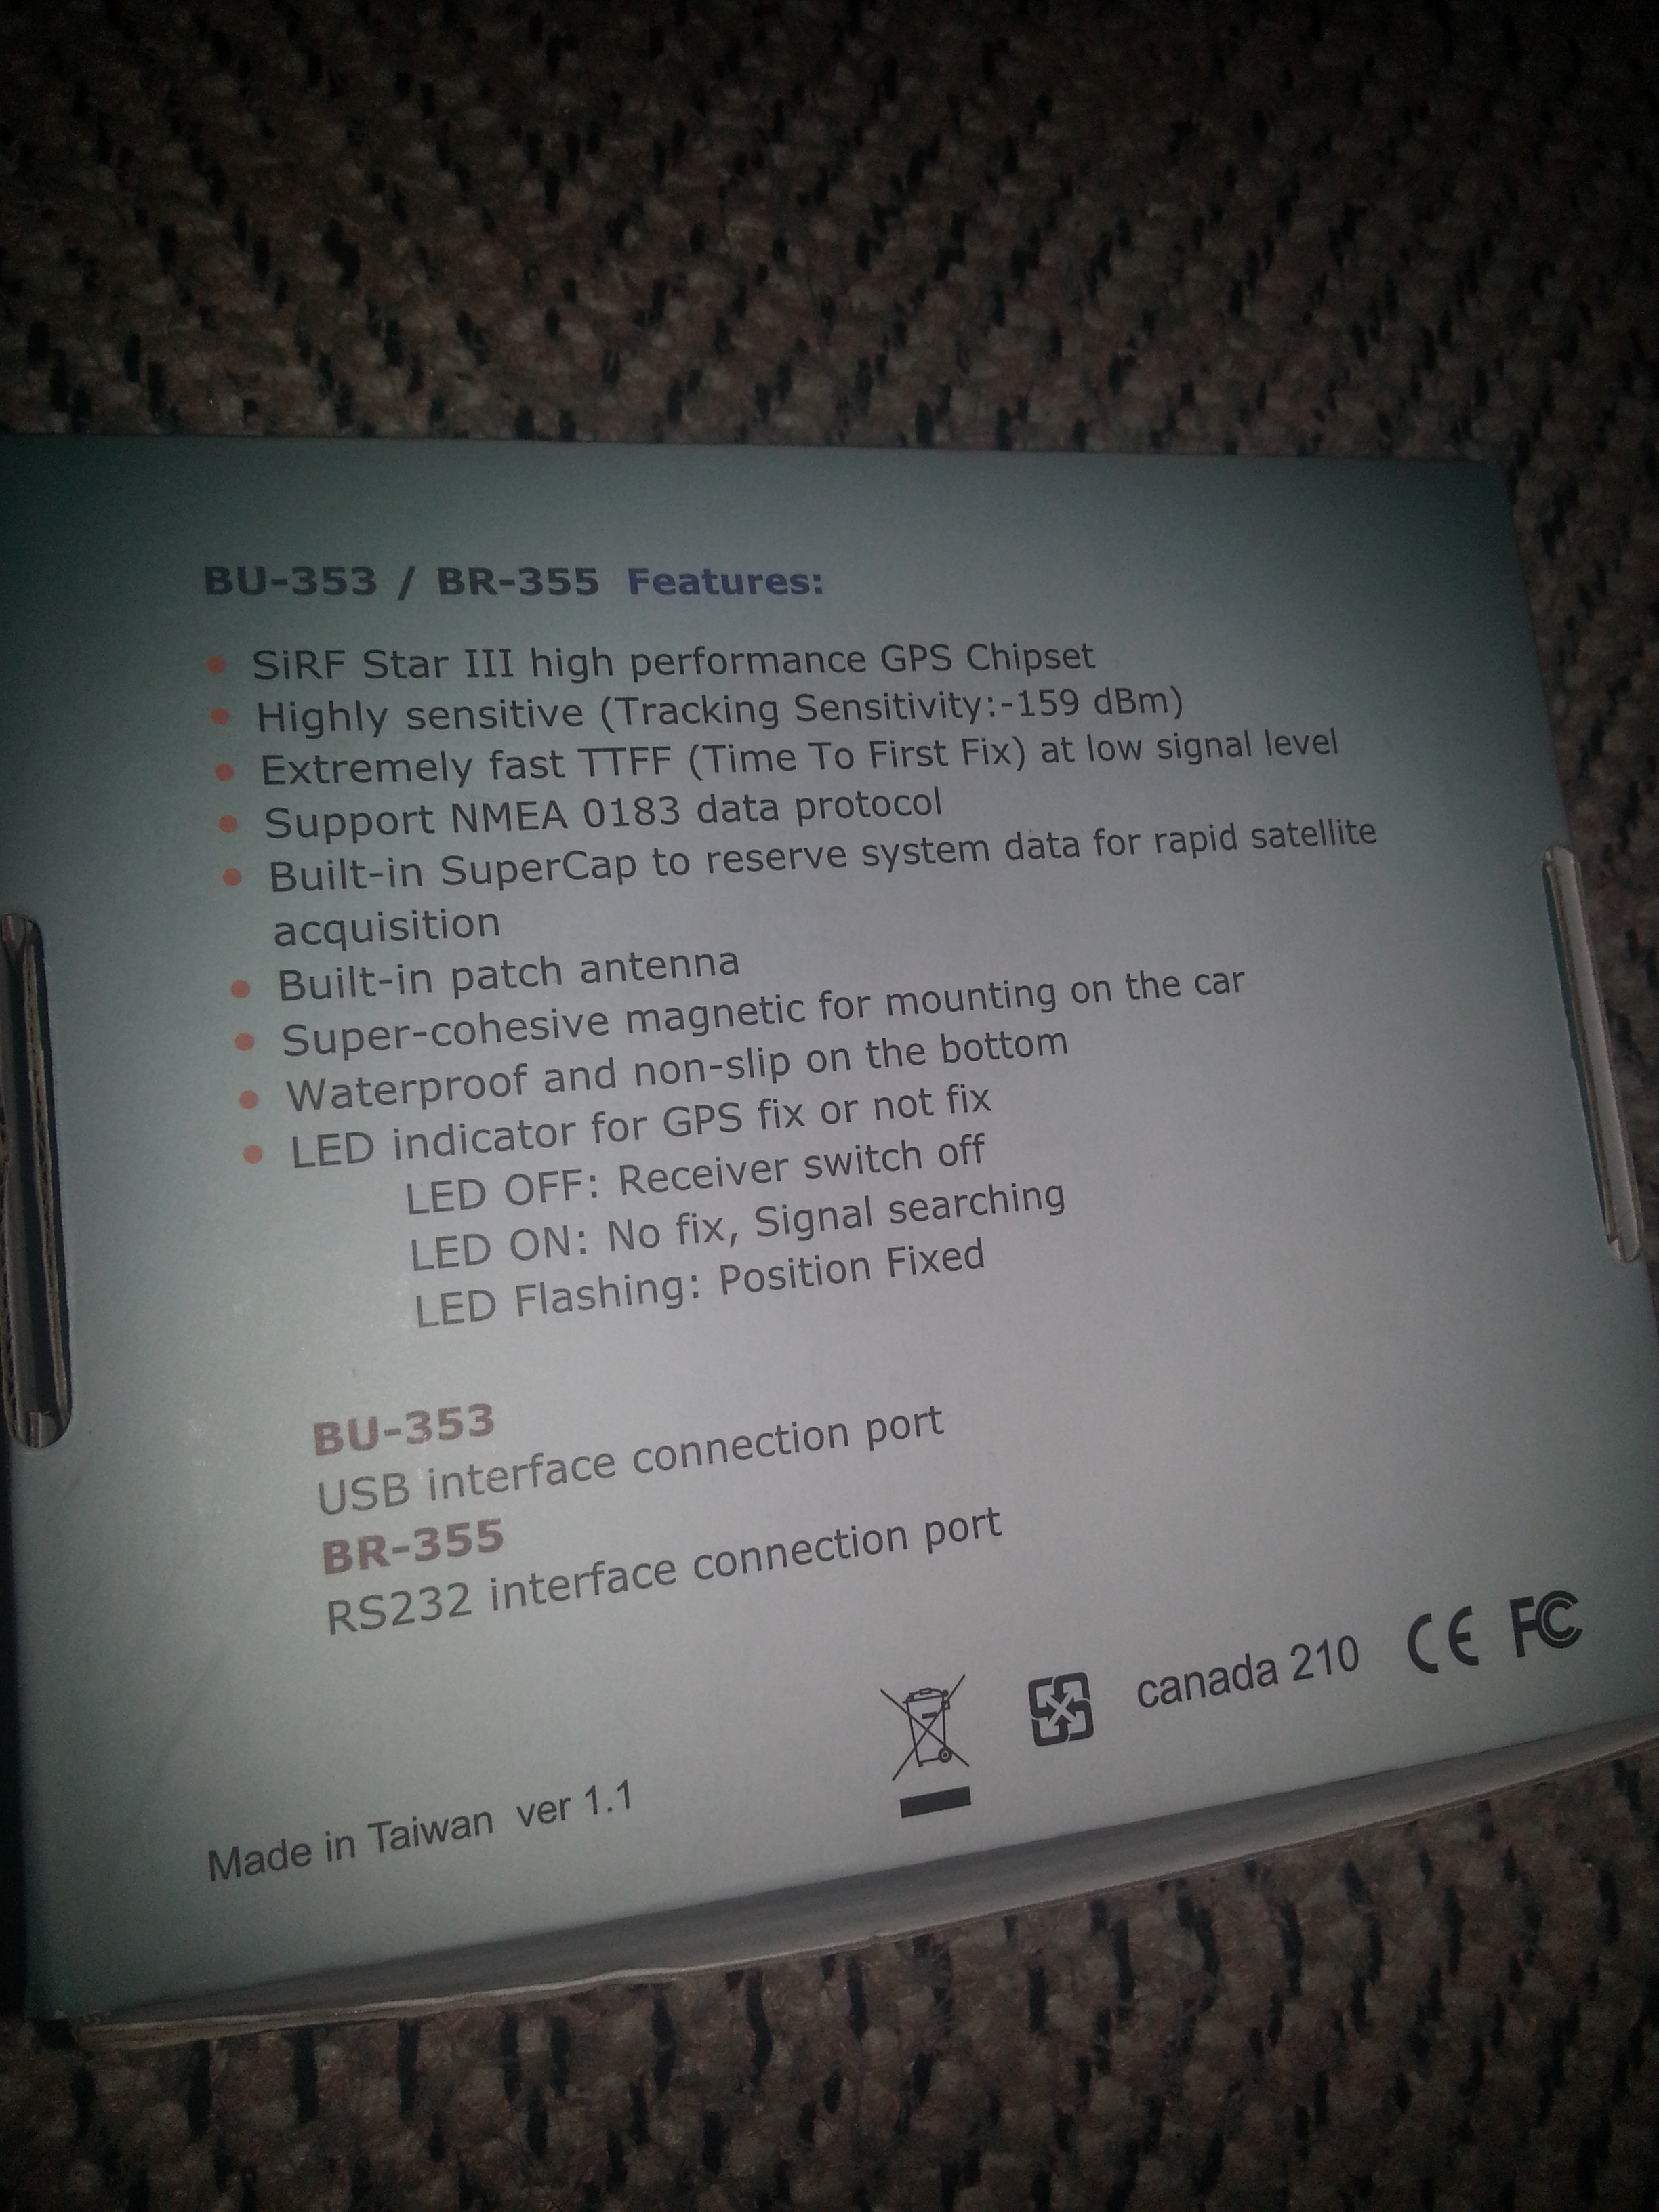 BU-353 / BR-355 Features:
• SiRF Star III high performance GPS Chipset
• Highly sensitive (Tracking Sensitivity:-159 dBm)
• Extremely fast TTFF (Time To First Fix) at low signal level
• Support NMEA 0183 data protocol
• Built-in SuperCap to reserve system data for rapid satellite
acquisition
• Built-in patch antenna
• Super-cohesive magnetic for mounting on the car
• Waterproof and non-slip on the bottom
• LED indicator for GPS fix or not fix
LED OFF: Receiver switch off
LED ON: No fix, Signal searching
LED Flashing: Position Fixed
BU-353
USB interface connection port
BR-355
RS232 interface connection port
canada 210 CE FC
Made in Taiwan ver 1.1